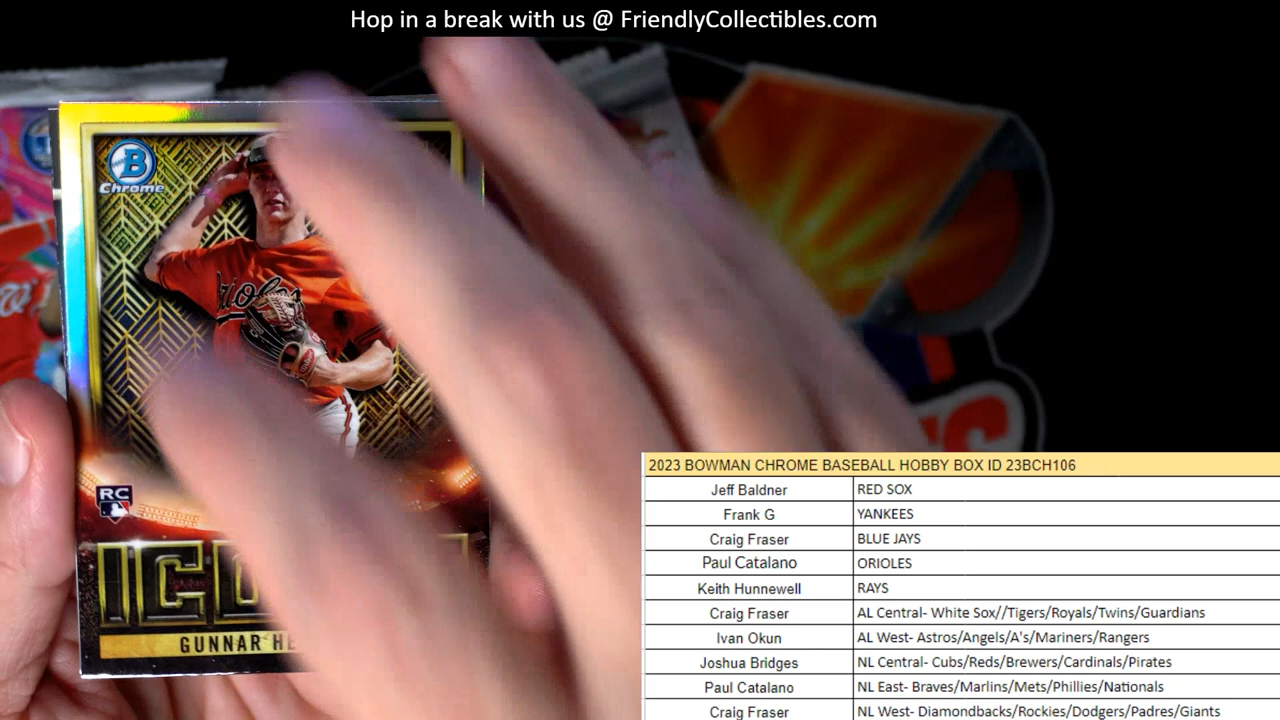 Hop in a break with us @ FriendlyCollectibles.com
B
Chrome
RC
GUNNAR
2023 BOWMAN CHROME BASEBALL HOBBY BOX ID 23BCH106
Jeff Baldner RED SOX
Frank G YANKEES
Craig Fraser BLUE JAYS
Paul Catalano ORIOLES
Keith Hunnewell RAYS
Craig Fraser AL Central- White Sox//Tigers/Royals/Twins/Guardians
Ivan Okun AL West- Astros/Angels/A's/Mariners/Rangers
Joshua Bridges NL Central- Cubs/Reds/Brewers/Cardinals/Pirates
Paul Catalano NL East- Braves/Marlins/Mets/Phillies/Nationals
Craig Fraser NL West- Diamondbacks/Rockies/Dodgers/Padres/Giants